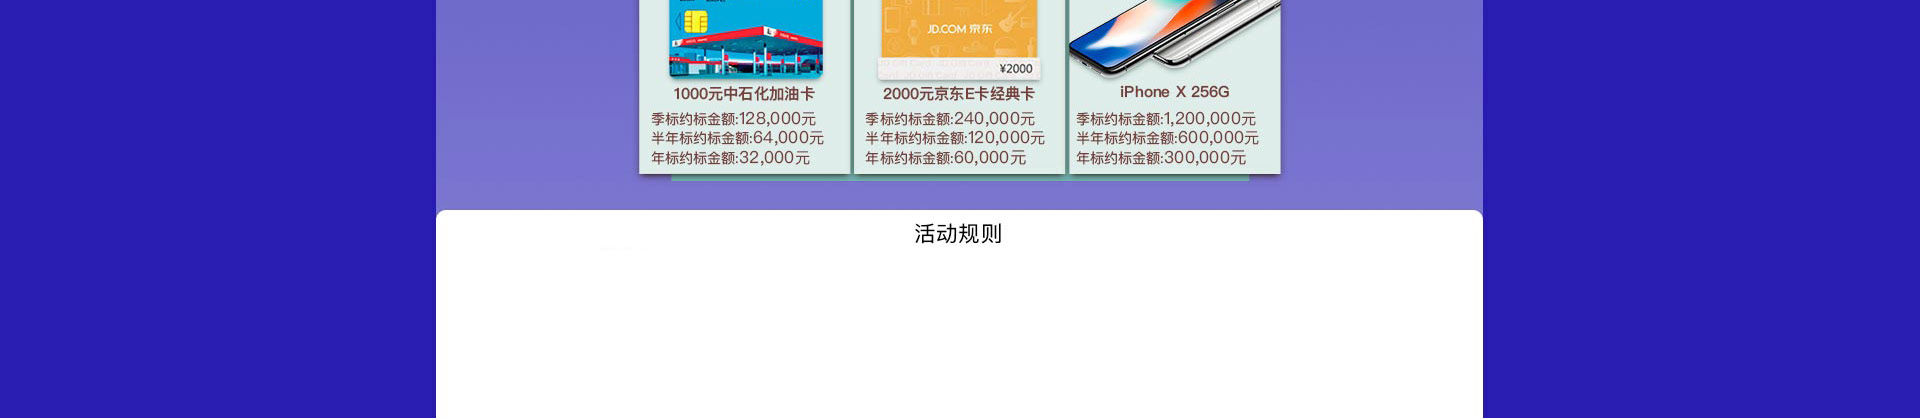 JD.COM 京东
¥2000
1000元中石化加油卡
季标约标金额:128,000元
半年标约标金额:64,000元
年标约标金额:32,000元
2000元京东E卡经典卡
季标约标金额:240,000元
半年标约标金额:120,000元
年标约标金额:60,000元
iPhone X 256G
季标约标金额:1,200,000元
半年标约标金额:600,000元
年标约标金额:300,000元
活动规则